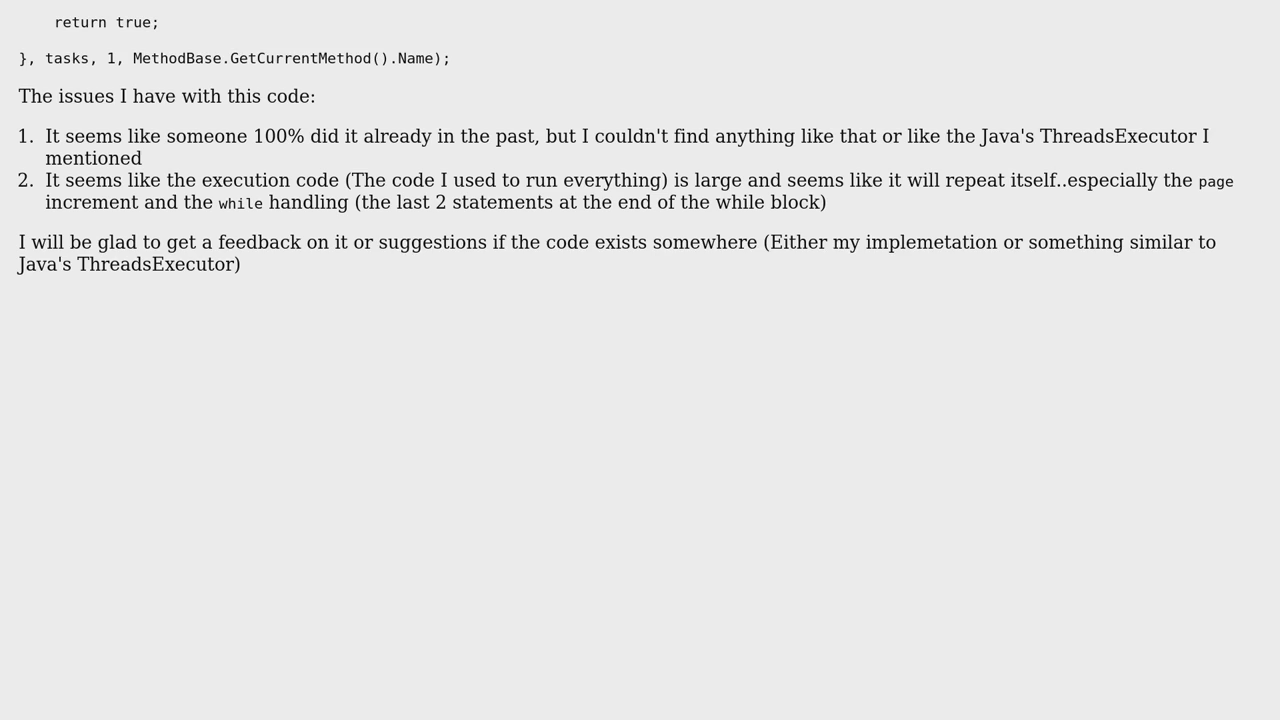 return true;
}, tasks, 1, MethodBase.GetCurrentMethod().Name);
The issues I have with this code:
1. It seems like someone 100% did it already in the past, but I couldn't find anything like that or like the Java's ThreadsExecutor I
mentioned
2. It seems like the execution code (The code I used to run everything) is large and seems like it will repeat itself..especially the page
increment and the while handling (the last 2 statements at the end of the while block)
I will be glad to get a feedback on it or suggestions if the code exists somewhere (Either my implemetation or something similar to
Java's ThreadsExecutor)